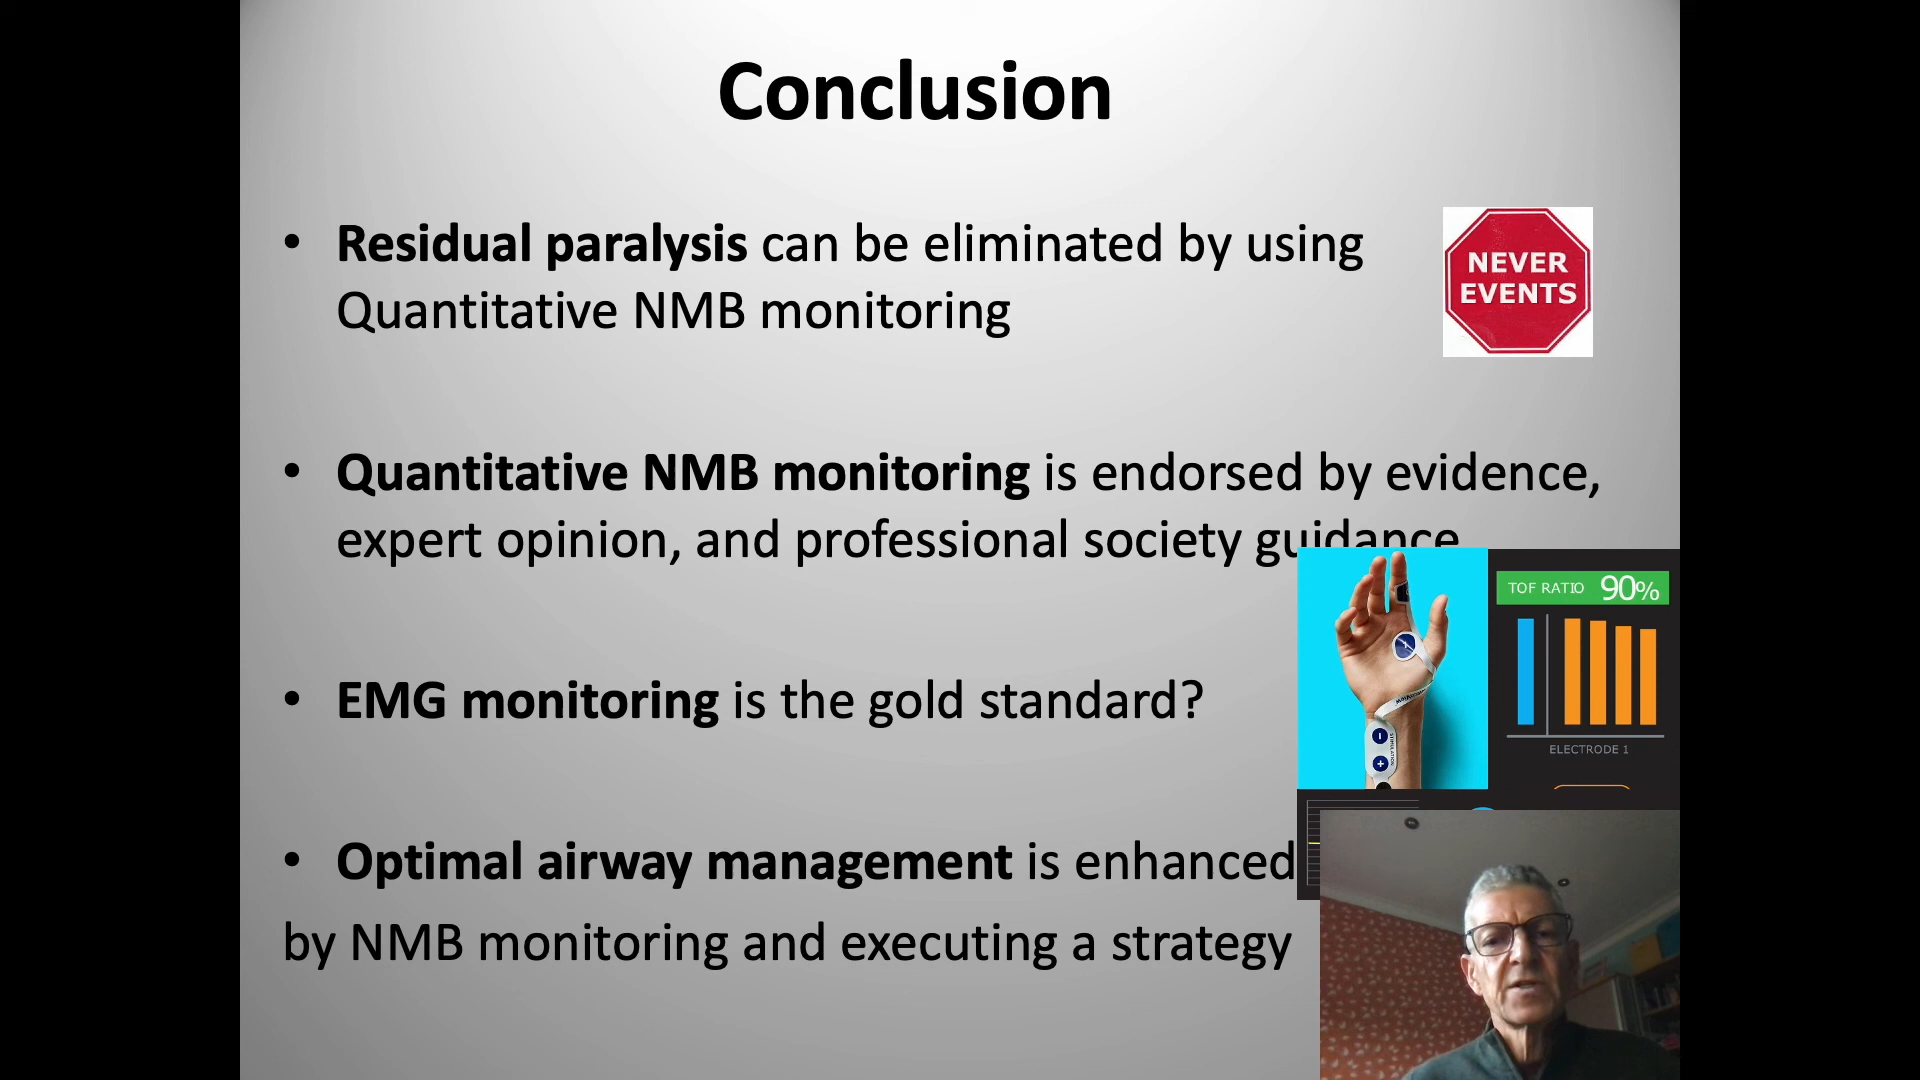 Conclusion
• Residual paralysis can be eliminated by using
Quantitative NMB monitoring
NEVER
EVENTS
• Quantitative NMB monitoring is endorsed by evidence,
expert opinion, and professional society guidance
TOF RATIO 90%
ELECTRODE 1
STIMULATION
• EMG monitoring is the gold standard?
• Optimal airway management is enhanced
by NMB monitoring and executing a strategy